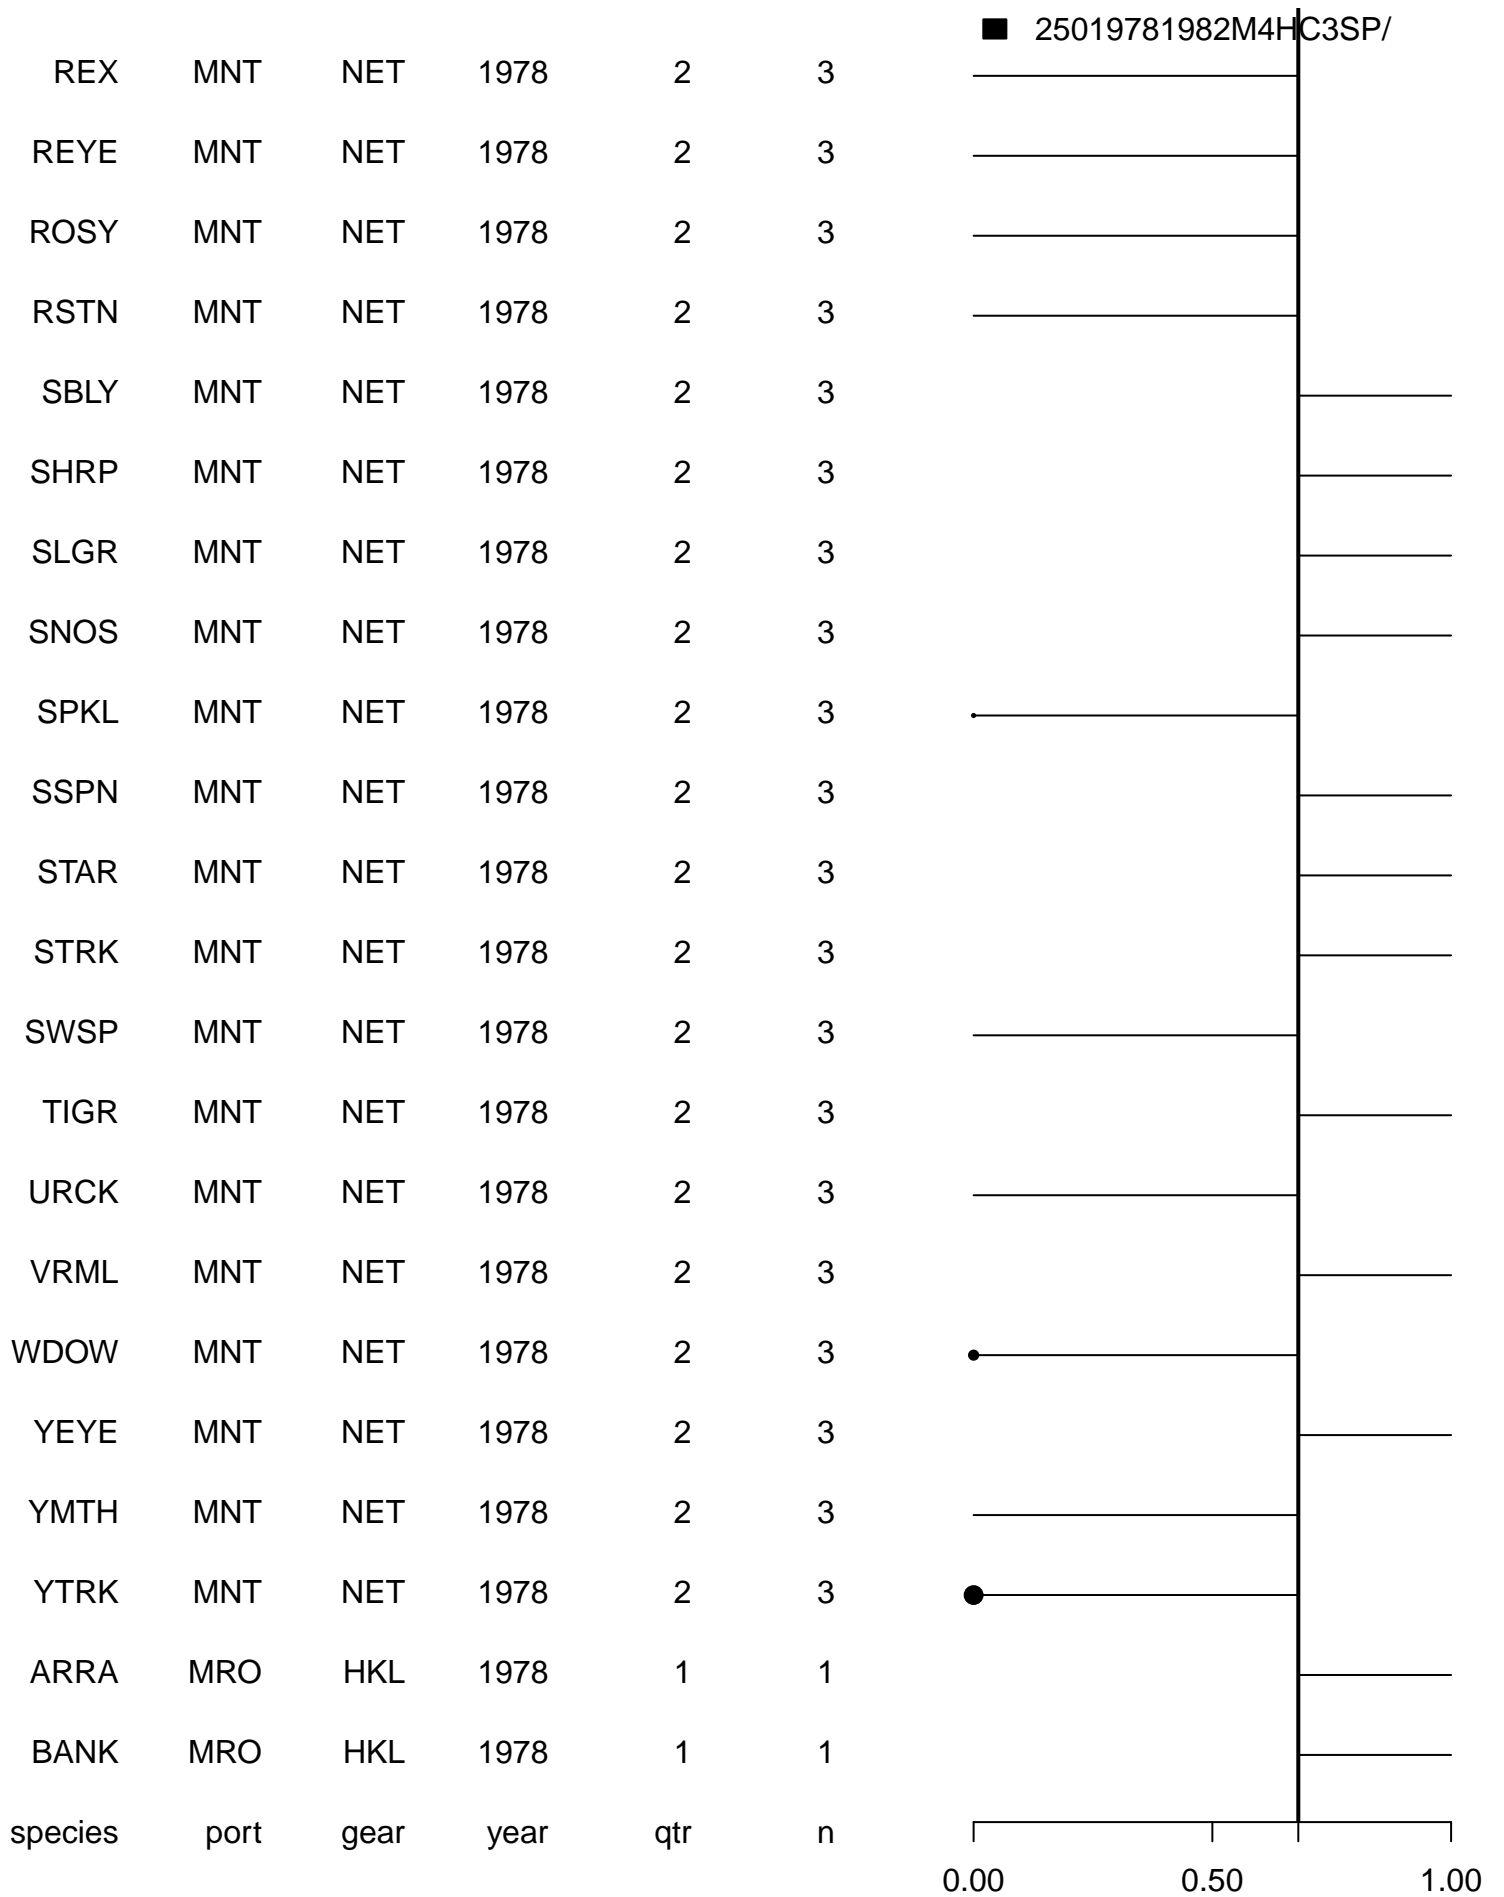 25019781982M4HC3SP/
REX MNT NET 1978 2 3
REYE MNT NET 1978 2 3
ROSY MNT NET 1978 2 3
RSTN MNT NET 1978 2 3
SBLY MNT NET 1978 2 3
SHRP MNT NET 1978 2 3
SLGR MNT NET 1978 2 3
SNOS MNT NET 1978 2 3
SPKL MNT NET 1978 2 3
SSPN MNT NET 1978 2 3
STAR MNT NET 1978 2 3
STRK MNT NET 1978 2 3
SWSP MNT NET 1978 2 3
TIGR MNT NET 1978 2 3
URCK MNT NET 1978 2 3
VRML MNT NET 1978 2 3
WDOW MNT NET 1978 2 3
YEYE MNT NET 1978 2 3
YMTH MNT NET 1978 2 3
YTRK MNT NET 1978 2 3
ARRA MRO HKL 1978 1 1
BANK MRO HKL 1978 1 1
species port gear year qtr n
0.00 0.50 1.00